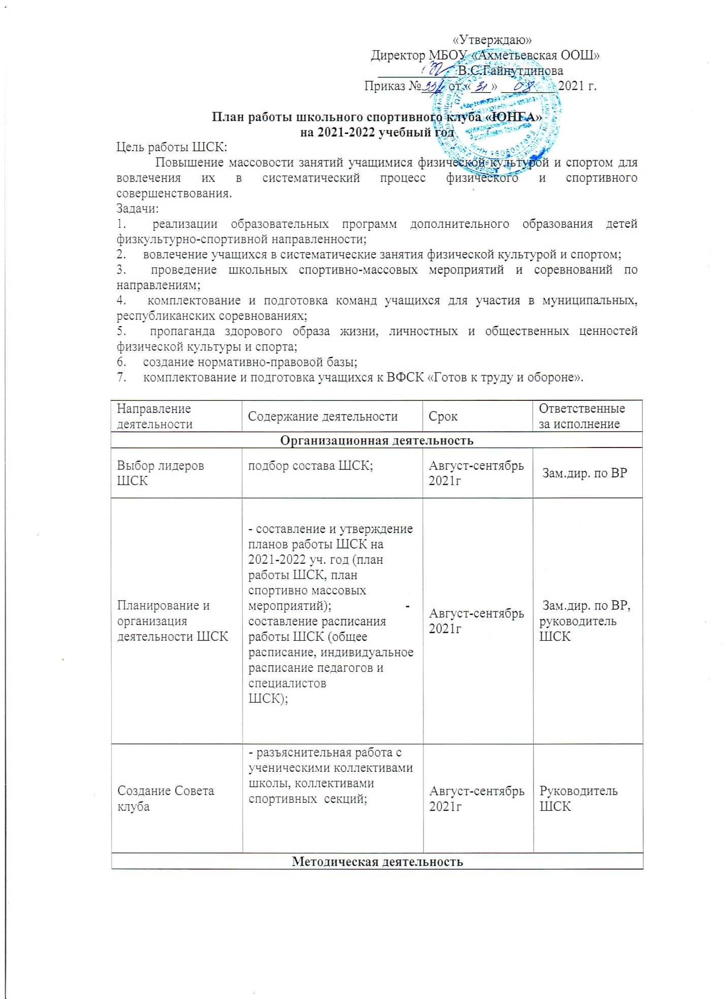 «Утверждаю»
Директор МБОУ «Ахметьевская ООШ»
____________В.С.Гайнутдинова
Приказ №___ от «31» 08 2021 г.
План работы школьного спортивного клуба «ЮНГА»
на 2021-2022 учебный год
Цель работы ШСК:
Повышение массовости занятий учащимися физической культурой и спортом для
вовлечения их в систематический процесс физического и спортивного
совершенствования.
Задачи:
1. реализации образовательных программ дополнительного образования детей
физкультурно-спортивной направленности;
2. вовлечение учащихся в систематические занятия физической культурой и спортом;
3. проведение школьных спортивно-массовых мероприятий и соревнований по
направлениям;
4. комплектование и подготовка команд учащихся для участия в муниципальных,
республиканских соревнованиях;
5. пропаганда здорового образа жизни, личностных и общественных ценностей
физической культуры и спорта;
6. создание нормативно-правовой базы;
7. комплектование и подготовка учащихся к ВФСК «Готов к труду и обороне».
Направление
деятельности
Содержание деятельности
Срок
Ответственные
за исполнение
Организационная деятельность
Выбор лидеров
ШСК
подбор состава ШСК;
Август-сентябрь
2021г
Зам.дир. по ВР
Планирование и
организация
деятельности ШСК
- составление и утверждение
планов работы ШСК на
2021-2022 уч. год (план
работы ШСК, план
спортивно массовых
мероприятий); -
составление расписания
работы ШСК (общее
расписание, индивидуальное
расписание педагогов и
специалистов
ШСК);
Август-сентябрь
2021г
Зам.дир. по ВР,
руководитель
ШСК
Создание Совета
клуба
- разъяснительная работа с
ученическими коллективами
школы, коллективами
спортивных секций;
Август-сентябрь
2021г
Руководитель
ШСК
Методическая деятельность